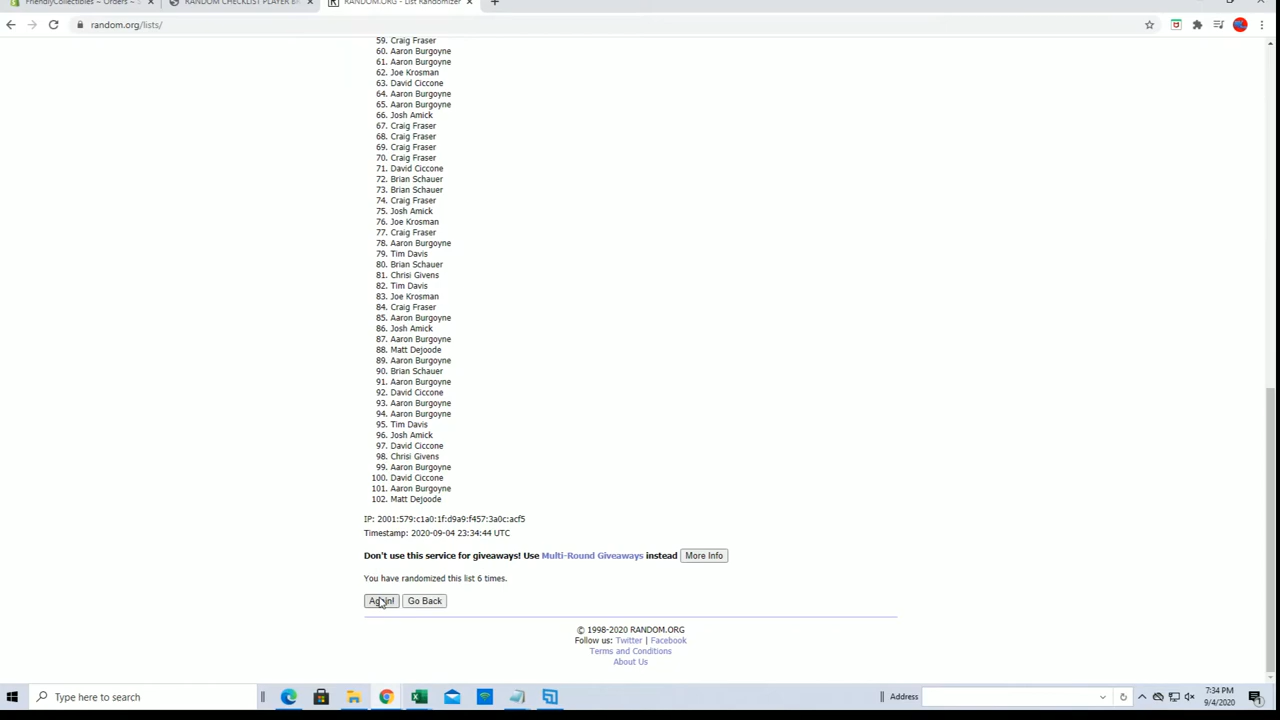 FriendlyCollectibles ~ Orders ~
RANDOM CHECKLIST PLAYER B
RANDOM.ORG - List Randomizer
random.org/lists/
59. Craig Fraser
60. Aaron Burgoyne
61. Aaron Burgoyne
62. Joe Krosman
63. David Ciccone
64. Aaron Burgoyne
65. Aaron Burgoyne
66. Josh Amick
67. Craig Fraser
68. Craig Fraser
69. Craig Fraser
70. Craig Fraser
71. David Ciccone
72. Brian Schauer
73. Brian Schauer
74. Craig Fraser
75. Josh Amick
76. Joe Krosman
77. Craig Fraser
78. Aaron Burgoyne
79. Tim Davis
80. Brian Schauer
81. Chrisi Givens
82. Tim Davis
83. Joe Krosman
84. Craig Fraser
85. Aaron Burgoyne
86. Josh Amick
87. Aaron Burgoyne
88. Matt Dejoode
89. Aaron Burgoyne
90. Brian Schauer
91. Aaron Burgoyne
92. David Ciccone
93. Aaron Burgoyne
94. Aaron Burgoyne
95. Tim Davis
96. Josh Amick
97. David Ciccone
98. Chrisi Givens
99. Aaron Burgoyne
100. David Ciccone
101. Aaron Burgoyne
102. Matt Dejoode
IP: 2001:579:c1a0:1f:d9a9:f457:3a0c:acf5
Timestamp: 2020-09-04 23:34:44 UTC
Don't use this service for giveaways! Use Multi-Round Giveaways instead More Info
You have randomized this list 6 times.
Again! Go Back
© 1998-2020 RANDOM.ORG
Follow us: Twitter | Facebook
Terms and Conditions
About Us
Type here to search
Address
7:34 PM
9/4/2020